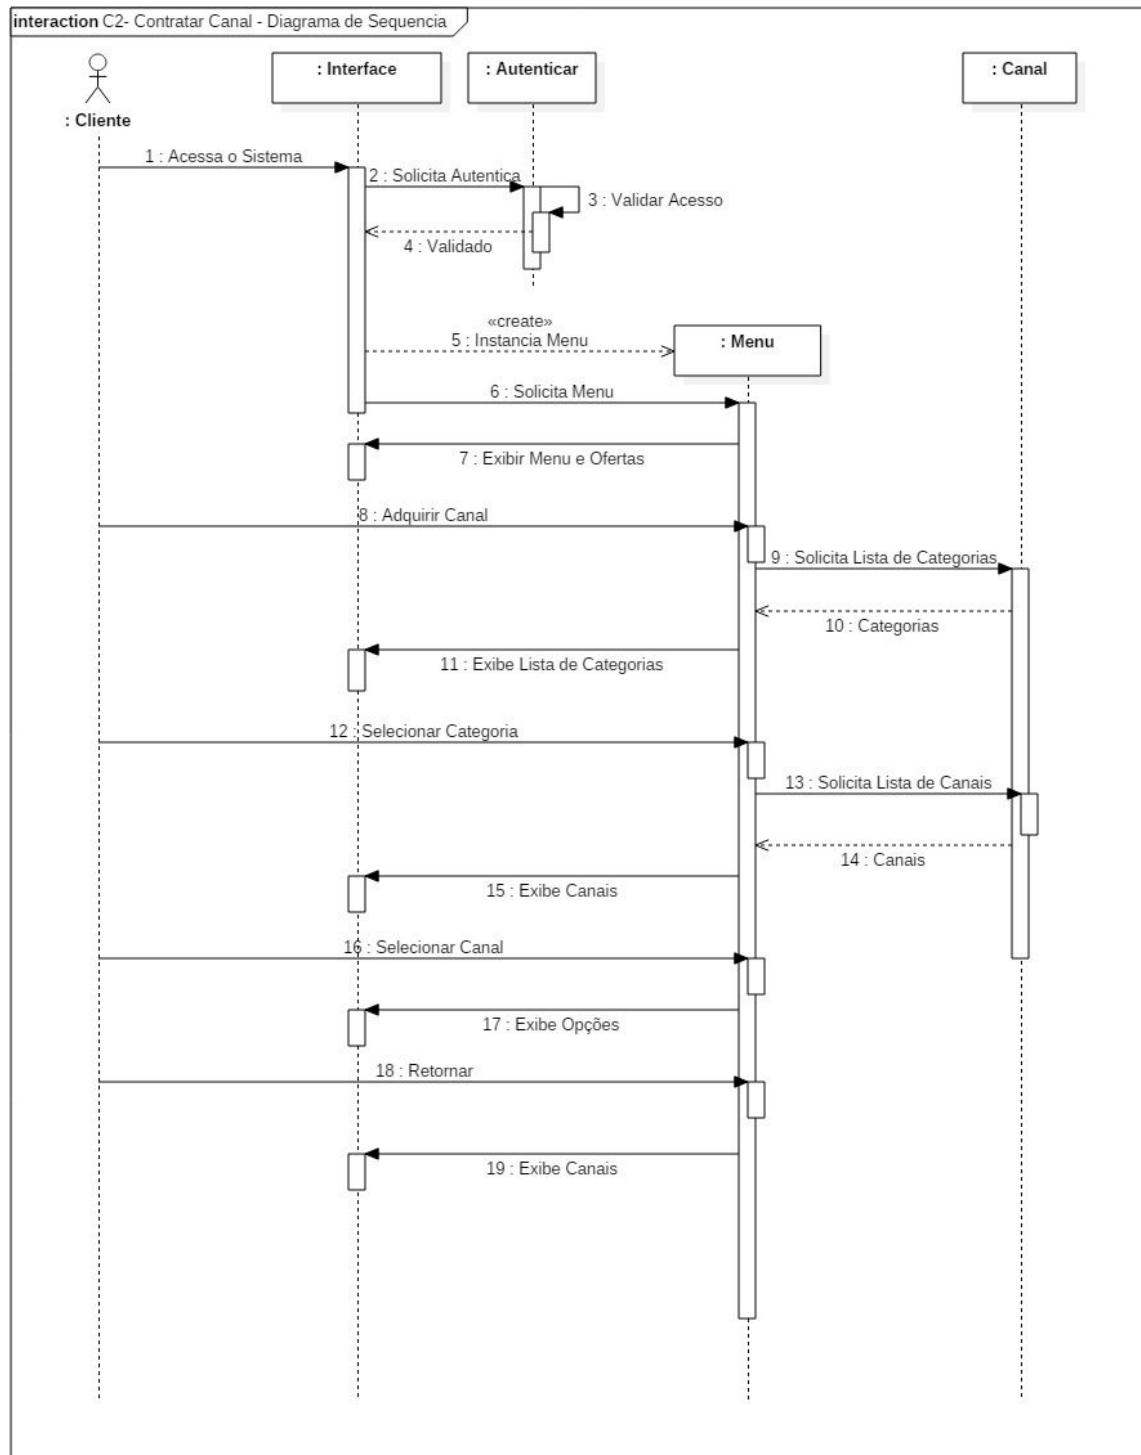 interaction C2- Contratar Canal - Diagrama de Sequencia
: Interface
: Autenticar
: Canal
: Cliente
1 : Acessa o Sistema
2 : Solicita Autentica
3 : Validar Acesso
4 : Validado
«create»
5 : Instancia Menu
: Menu
6 : Solicita Menu
7 : Exibir Menu e Ofertas
8 : Adquirir Canal
9 : Solicita Lista de Categorias
10 : Categorias
11 : Exibe Lista de Categorias
12 : Selecionar Categoria
13 : Solicita Lista de Canais
14 : Canais
15 : Exibe Canais
16 : Selecionar Canal
17 : Exibe Opções
18 : Retornar
19 : Exibe Canais